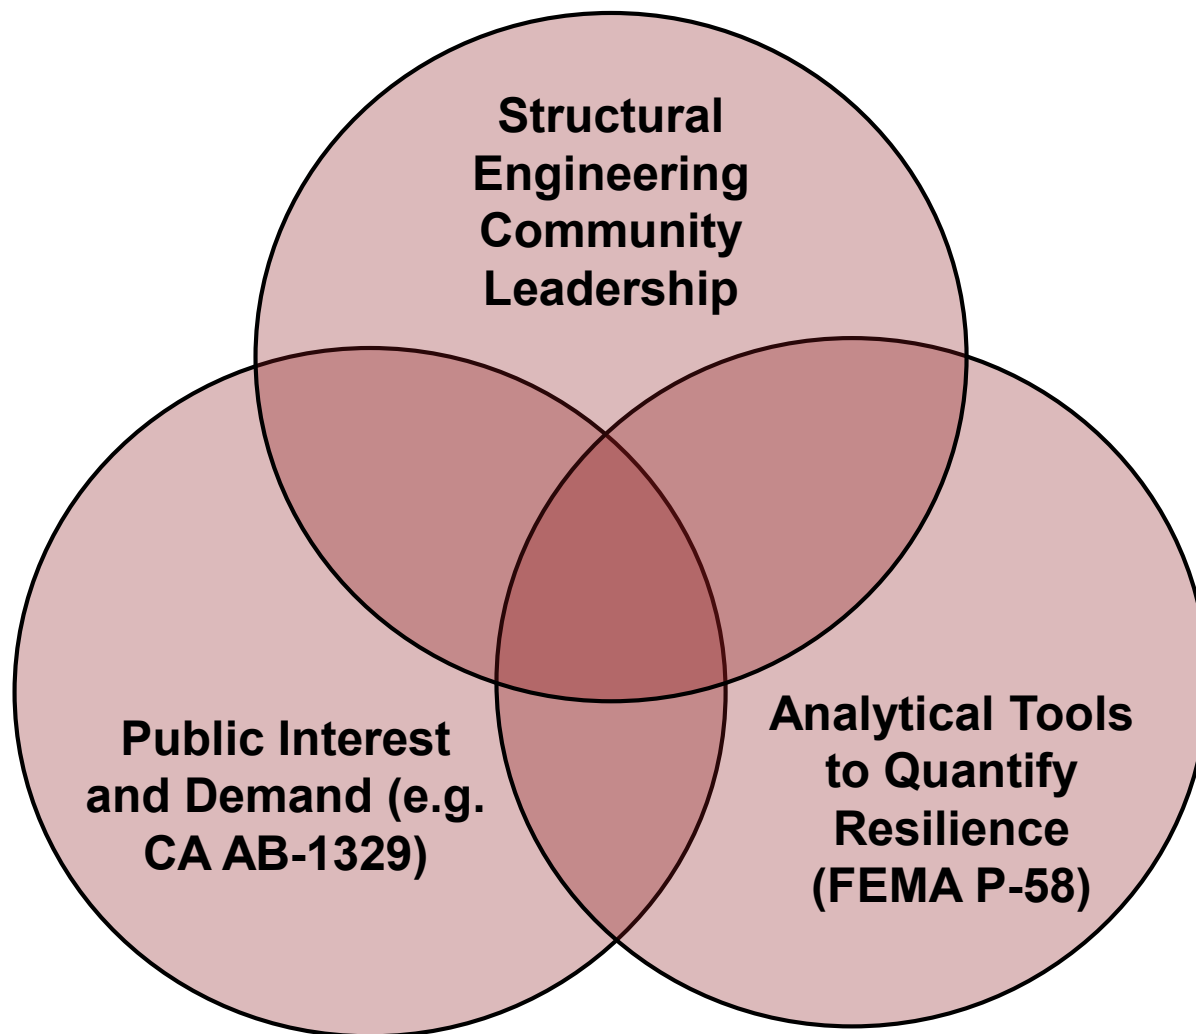 Structural
Engineering
Community
Leadership
Public Interest
and Demand (e.g.
CA AB-1329)
Analytical Tools
to Quantify
Resilience
(FEMA P-58)